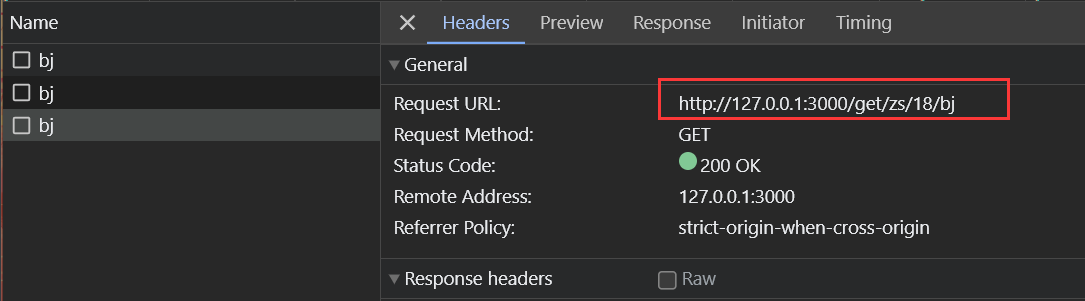 Name
bj
bj
bj
Headers Preview Response Initiator Timing
General
Request URL: http://127.0.0.1:3000/get/zs/18/bj
Request Method: GET
Status Code: 200 OK
Remote Address: 127.0.0.1:3000
Referrer Policy: strict-origin-when-cross-origin
Response headers Raw